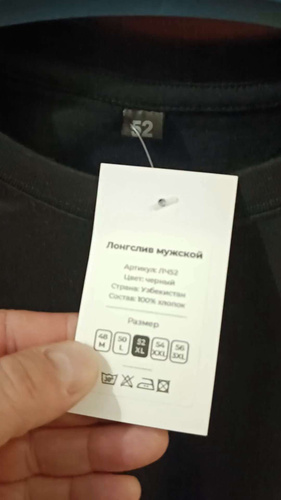 52
Лонгслив мужской
Артикул: ЛЧ52
Цвет: черный
Страна: Узбекистан
Состав: 100% хлопок
Размер
48 50 52 54 56
M L XL XXL 3XL